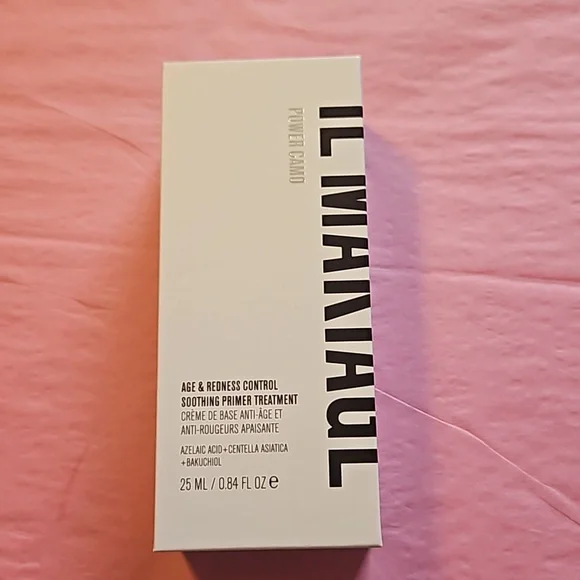 IL MAKIAGE
POWER CAMO
AGE & REDNESS CONTROL
SOOTHING PRIMER TREATMENT
CRÈME DE BASE ANTI-ÂGE ET
ANTI-ROUGEURS APAISANTE
AZELAIC ACID+CENTELLA ASIATICA
+BAKUCHIOL
25 ML / 0.84 FL OZ ℮